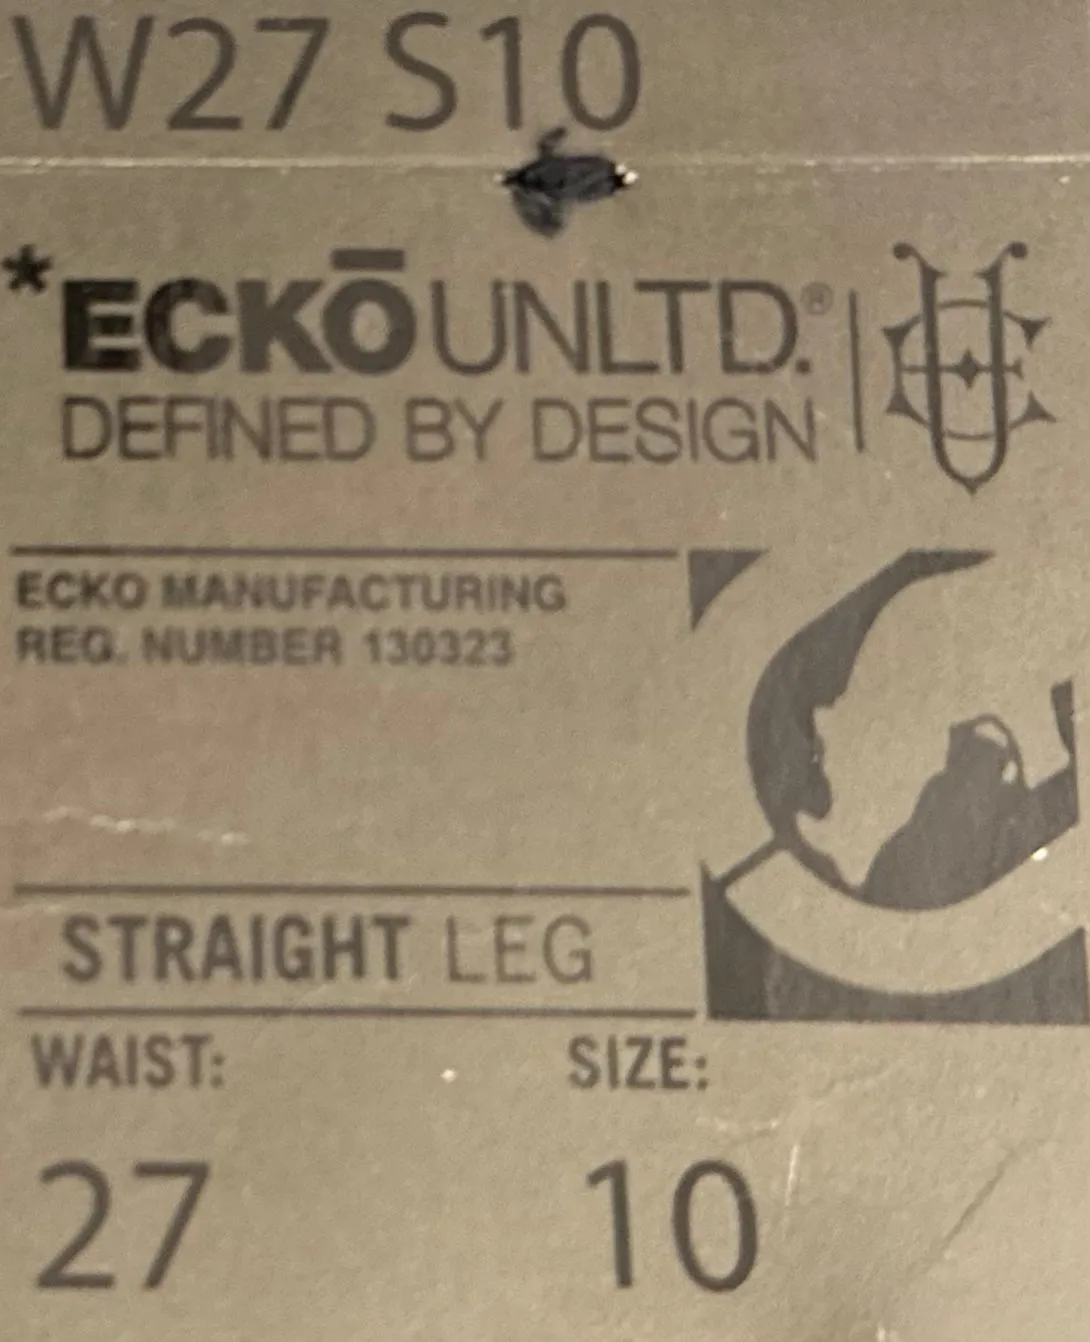 W27 S10
*ECKŌ UNLTD.®
DEFINED BY DESIGN
ECKO MANUFACTURING
REG. NUMBER 130323
STRAIGHT LEG
WAIST: SIZE:
27 10